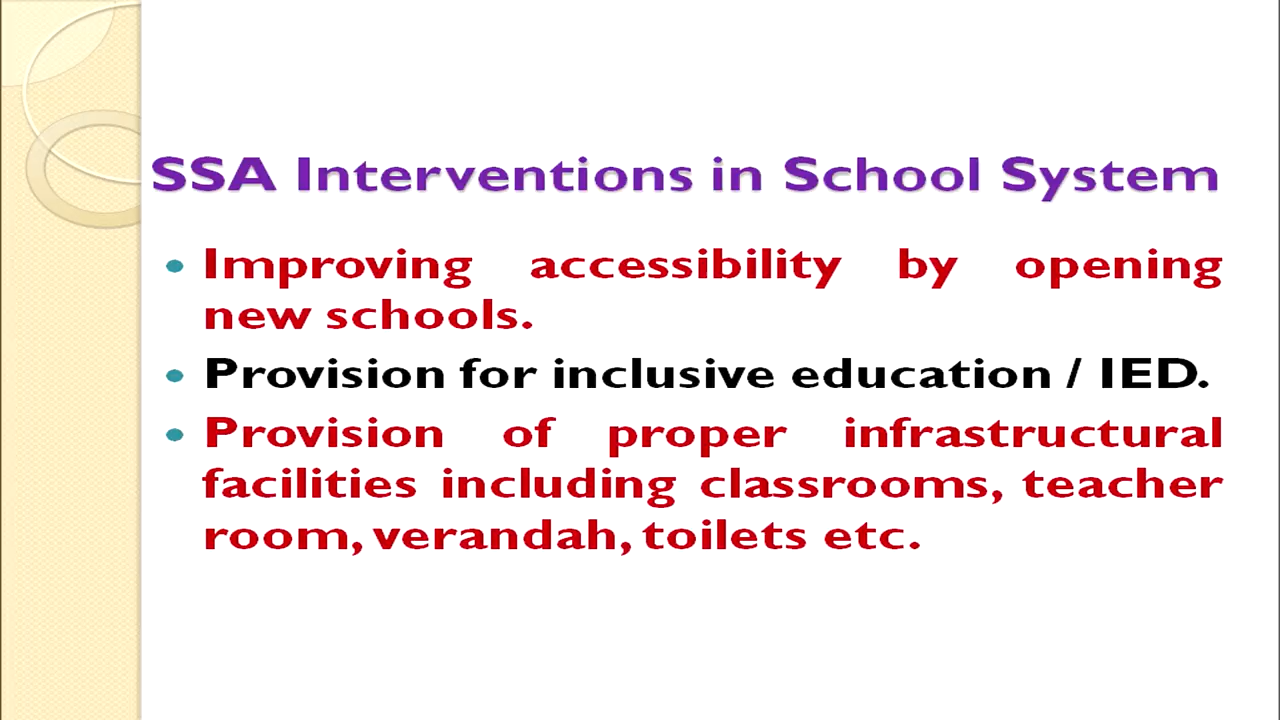 SSA Interventions in School System
Improving accessibility by opening
new schools.
Provision for inclusive education / IED.
Provision of proper infrastructural
facilities including classrooms, teacher
room, verandah, toilets etc.